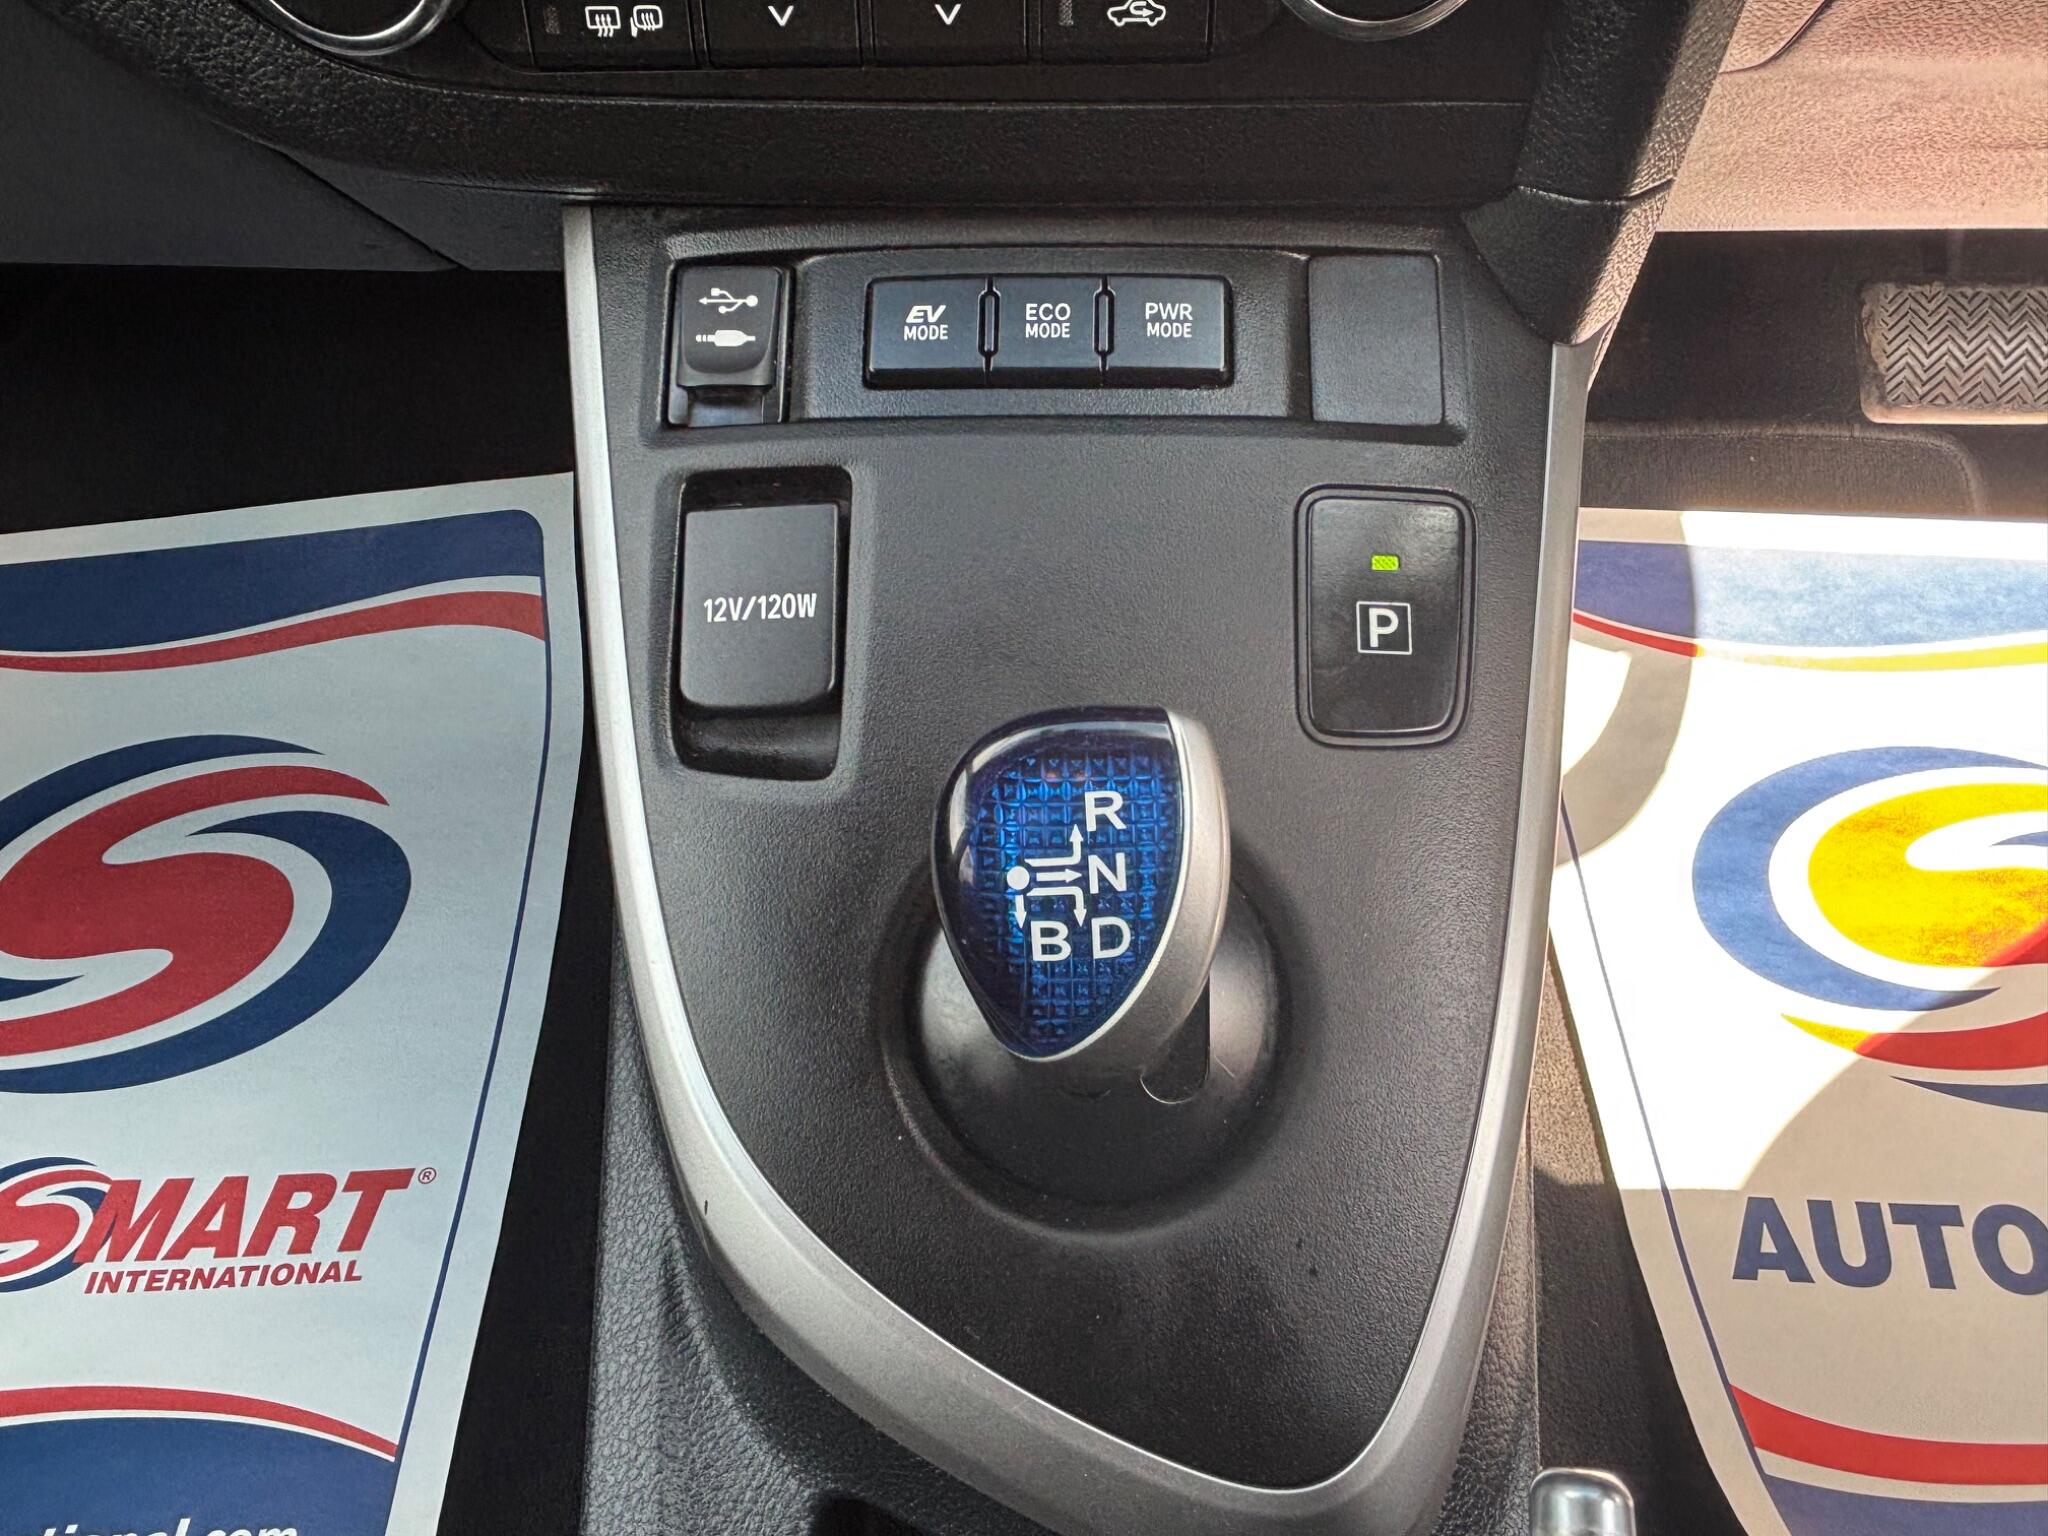 EV
MODE
ECO
MODE
PWR
MODE
12V/120W
P
R
N
B D
SMART®
INTERNATIONAL
AUTO